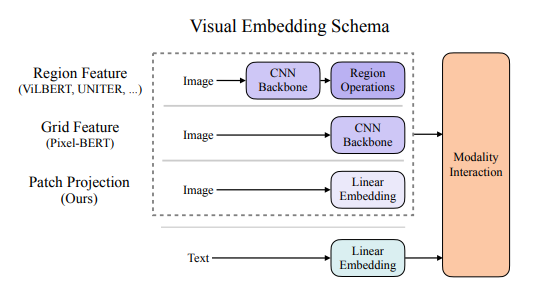 Visual Embedding Schema
Region Feature
(ViLBERT, UNITER, ...)
Image
CNN
Backbone
Region
Operations
Grid Feature
(Pixel-BERT)
Image
CNN
Backbone
Modality
Interaction
Patch Projection
(Ours)
Image
Linear
Embedding
Text
Linear
Embedding